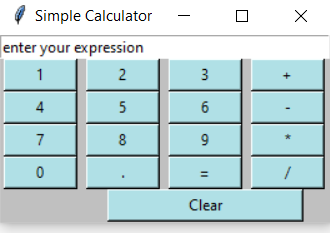 Simple Calculator
enter your expression
1 2 3 +
4 5 6 -
7 8 9 *
0 . = /
Clear